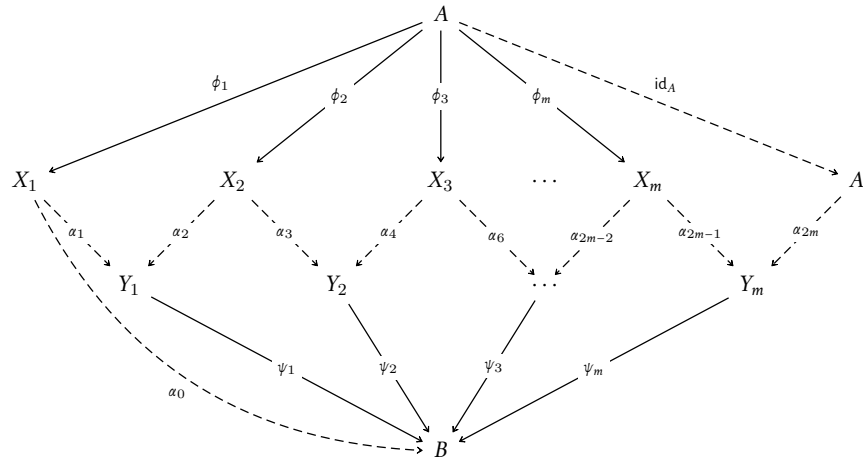 A
ϕ₁ ϕ₂ ϕ₃ ϕₘ id_A
X₁ X₂ X₃ ⋯ Xₘ A
α₁ α₂ α₃ α₄ α₆ α₂ₘ₋₂ α₂ₘ₋₁ α₂ₘ
Y₁ Y₂ ⋯ Yₘ
α₀ ψ₁ ψ₂ ψ₃ ψₘ
B